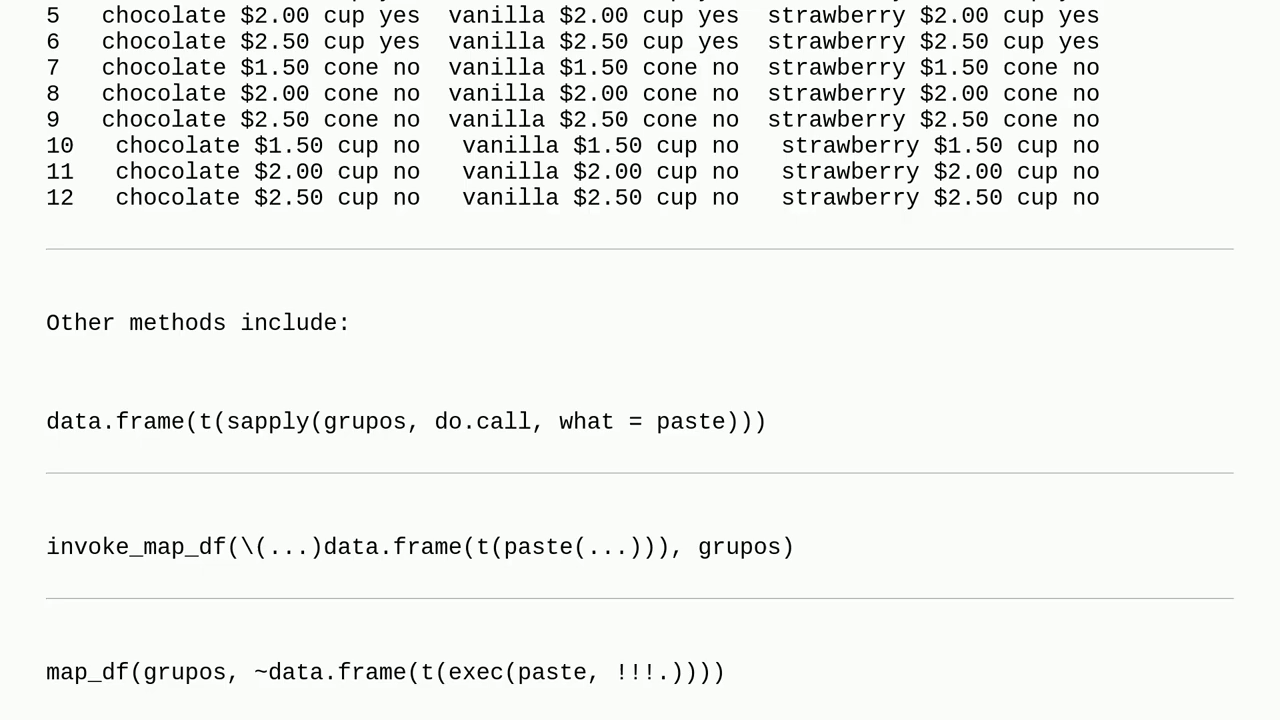 5   chocolate $2.00 cup yes  vanilla $2.00 cup yes  strawberry $2.00 cup yes
6   chocolate $2.50 cup yes  vanilla $2.50 cup yes  strawberry $2.50 cup yes
7   chocolate $1.50 cone no  vanilla $1.50 cone no  strawberry $1.50 cone no
8   chocolate $2.00 cone no  vanilla $2.00 cone no  strawberry $2.00 cone no
9   chocolate $2.50 cone no  vanilla $2.50 cone no  strawberry $2.50 cone no
10   chocolate $1.50 cup no   vanilla $1.50 cup no   strawberry $1.50 cup no
11   chocolate $2.00 cup no   vanilla $2.00 cup no   strawberry $2.00 cup no
12   chocolate $2.50 cup no   vanilla $2.50 cup no   strawberry $2.50 cup no
Other methods include:
data.frame(t(sapply(grupos, do.call, what = paste)))
invoke_map_df(\(...)data.frame(t(paste(...))), grupos)
map_df(grupos, ~data.frame(t(exec(paste, !!!.))))